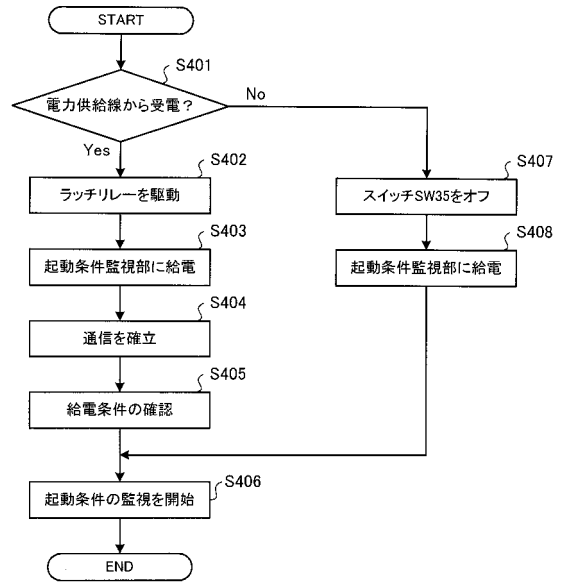 START
S401
電力供給線から受電？
No
Yes
S402
ラッチリレーを駆動
S407
スイッチSW35をオフ
S403
起動条件監視部に給電
S408
起動条件監視部に給電
S404
通信を確立
S405
給電条件の確認
S406
起動条件の監視を開始
END